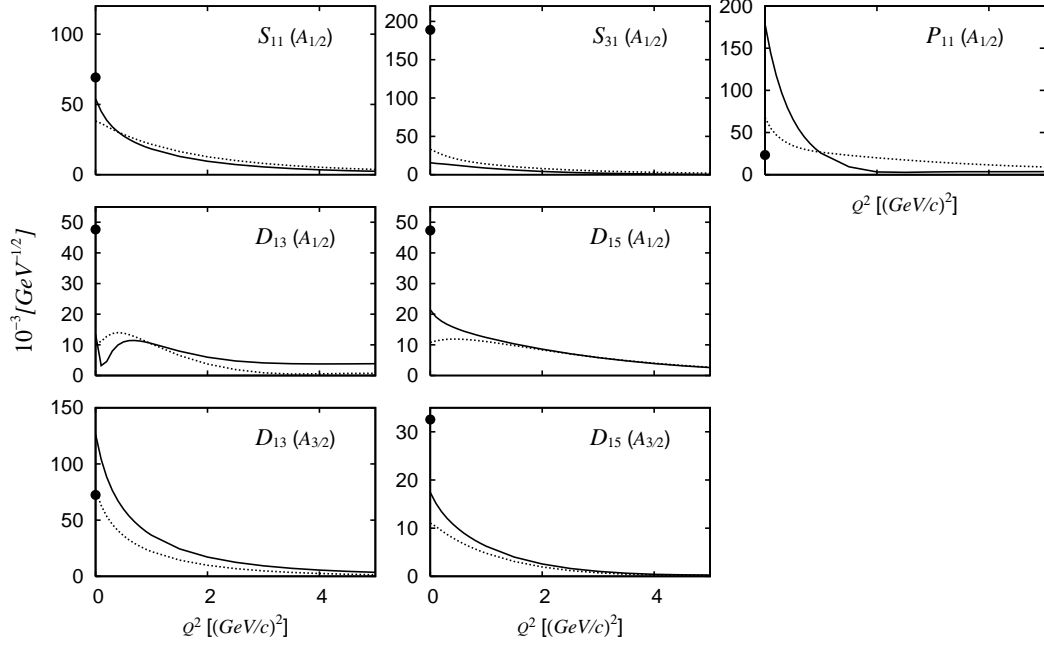 S11 (A1/2)
100
50
0
S31 (A1/2)
200
150
100
50
0
P11 (A1/2)
200
150
100
50
0
Q² [(GeV/c)²]
10⁻³[GeV⁻¹/²]
D13 (A1/2)
50
40
30
20
10
0
D15 (A1/2)
50
40
30
20
10
0
D13 (A3/2)
150
100
50
0
0 2 4
Q² [(GeV/c)²]
D15 (A3/2)
30
20
10
0
0 2 4
Q² [(GeV/c)²]